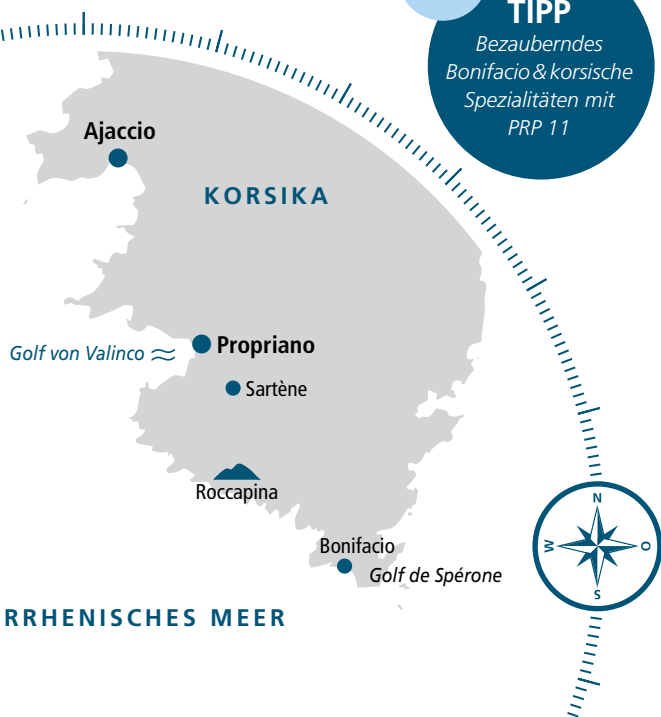 TIPP
Bezauberndes
Bonifacio & korsische
Spezialitäten mit
PRP 11
Ajaccio
KORSIKA
Golf von Valinco
Propriano
Sartène
Roccapina
Bonifacio
Golf de Spérone
RRHENISCHES MEER
N
W
O
S